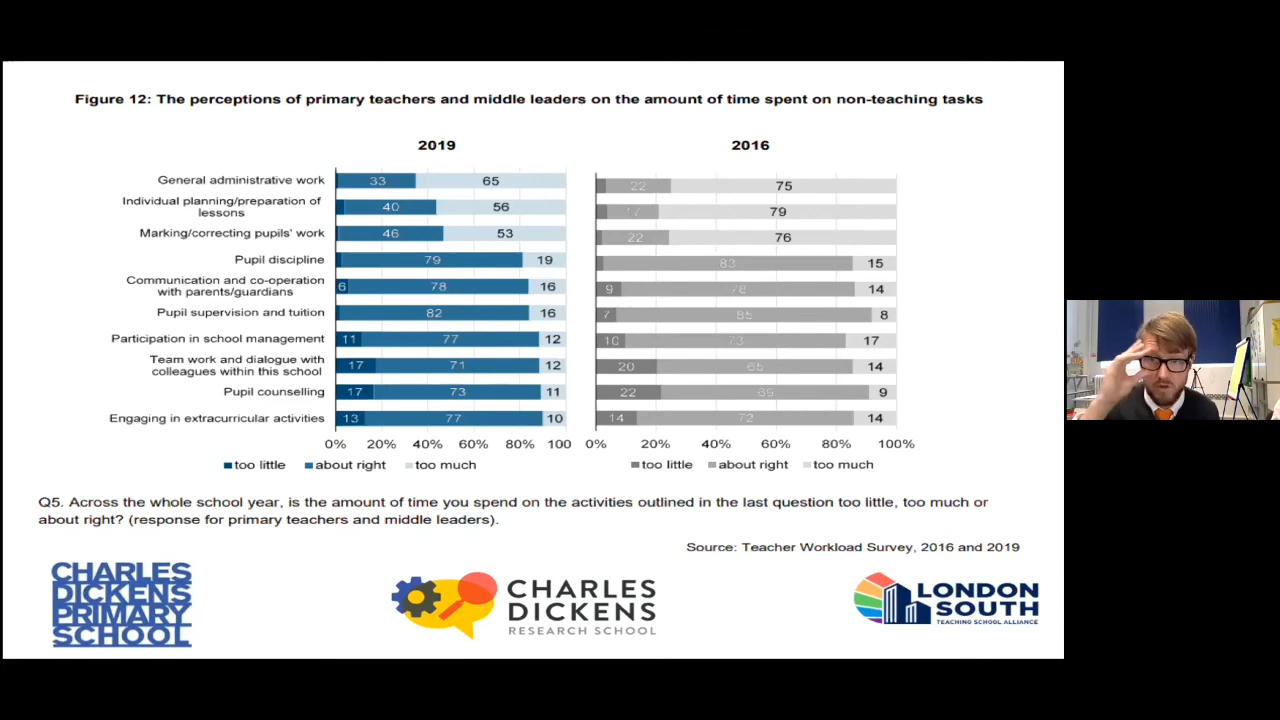 Figure 12: The perceptions of primary teachers and middle leaders on the amount of time spent on non-teaching tasks
2019
2016
General administrative work 33 65 22 75
Individual planning/preparation of
lessons 40 56 17 79
Marking/correcting pupils' work 46 53 22 76
Pupil discipline 79 19 83 15
Communication and co-operation
with parents/guardians 6 78 16 9 78 14
Pupil supervision and tuition 82 16 7 85 8
Participation in school management 11 77 12 10 73 17
Team work and dialogue with
colleagues within this school 17 71 12 20 65 14
Pupil counselling 17 73 11 22 69 9
Engaging in extracurricular activities 13 77 10 14 72 14
0% 20% 40% 60% 80% 100 0% 20% 40% 60% 80% 100%
too little about right too much too little about right too much
Q5. Across the whole school year, is the amount of time you spend on the activities outlined in the last question too little, too much or
about right? (response for primary teachers and middle leaders).
Source: Teacher Workload Survey, 2016 and 2019
CHARLES
DICKENS
PRIMARY
SCHOOL
CHARLES
DICKENS
RESEARCH SCHOOL
LONDON
SOUTH
TEACHING SCHOOL ALLIANCE